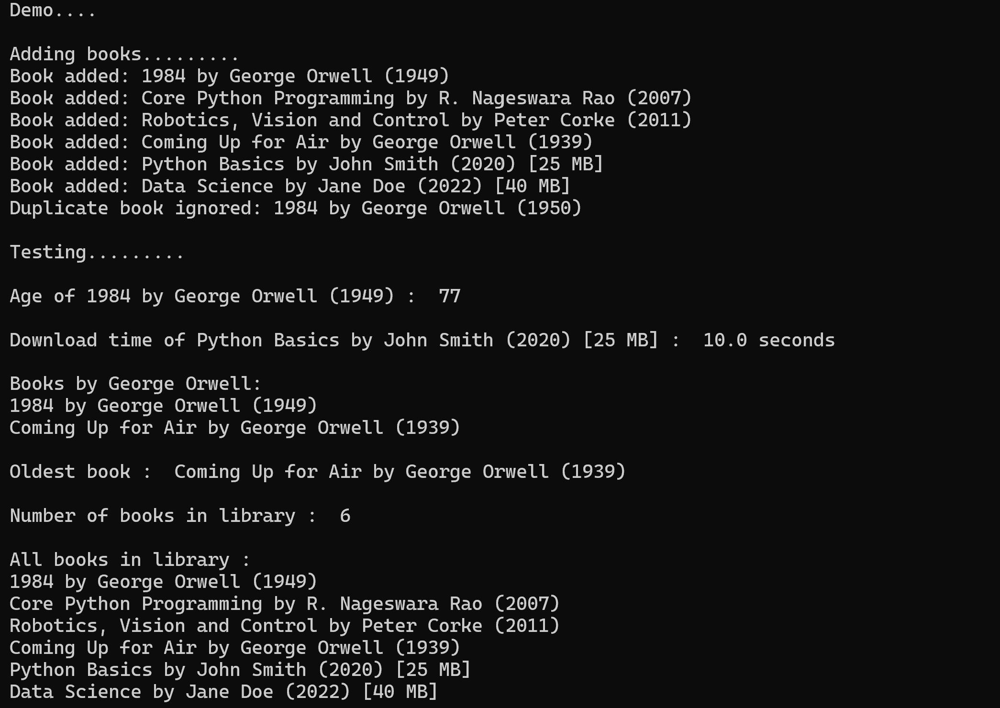 Demo....
Adding books.........
Book added: 1984 by George Orwell (1949)
Book added: Core Python Programming by R. Nageswara Rao (2007)
Book added: Robotics, Vision and Control by Peter Corke (2011)
Book added: Coming Up for Air by George Orwell (1939)
Book added: Python Basics by John Smith (2020) [25 MB]
Book added: Data Science by Jane Doe (2022) [40 MB]
Duplicate book ignored: 1984 by George Orwell (1950)
Testing.........
Age of 1984 by George Orwell (1949) :  77
Download time of Python Basics by John Smith (2020) [25 MB] :  10.0 seconds
Books by George Orwell:
1984 by George Orwell (1949)
Coming Up for Air by George Orwell (1939)
Oldest book :  Coming Up for Air by George Orwell (1939)
Number of books in library :  6
All books in library :
1984 by George Orwell (1949)
Core Python Programming by R. Nageswara Rao (2007)
Robotics, Vision and Control by Peter Corke (2011)
Coming Up for Air by George Orwell (1939)
Python Basics by John Smith (2020) [25 MB]
Data Science by Jane Doe (2022) [40 MB]